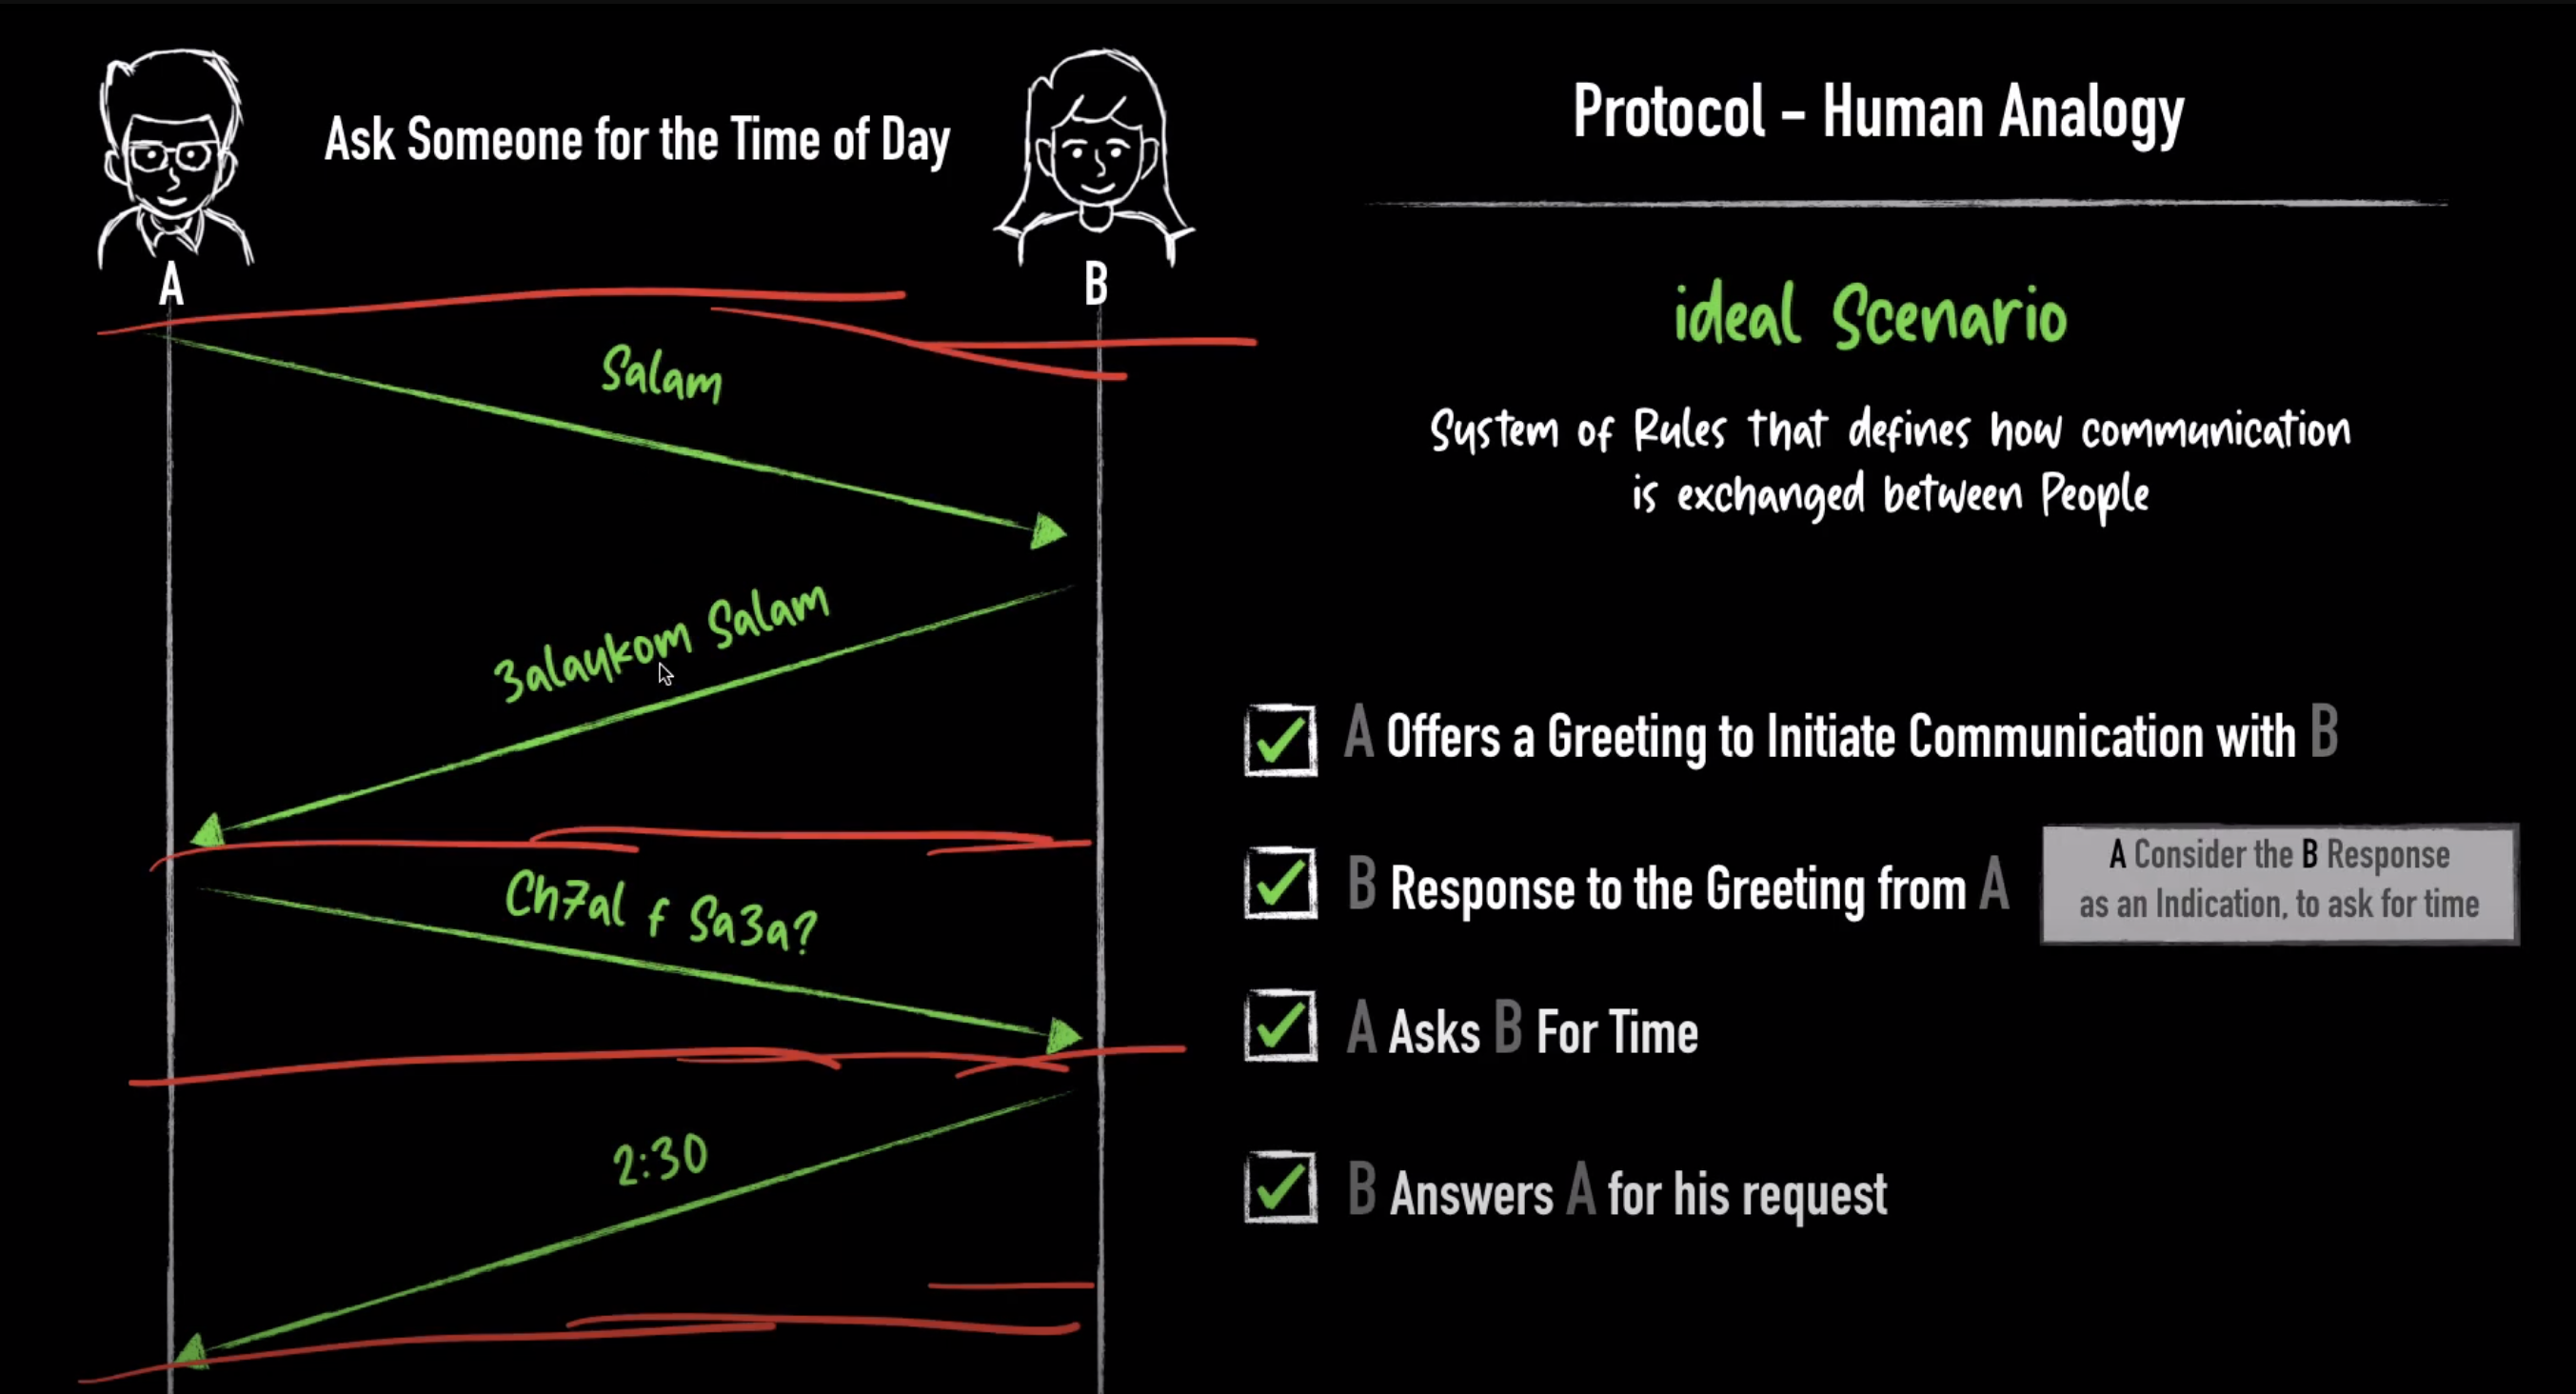 Ask Someone for the Time of Day
A
B
Salam
3alaykom Salam
Ch7al f Sa3a?
2:30
Protocol - Human Analogy
ideal Scenario
System of Rules that defines how communication
is exchanged between People
A Offers a Greeting to Initiate Communication with B
B Response to the Greeting from A
A Consider the B Response
as an Indication, to ask for time
A Asks B For Time
B Answers A for his request